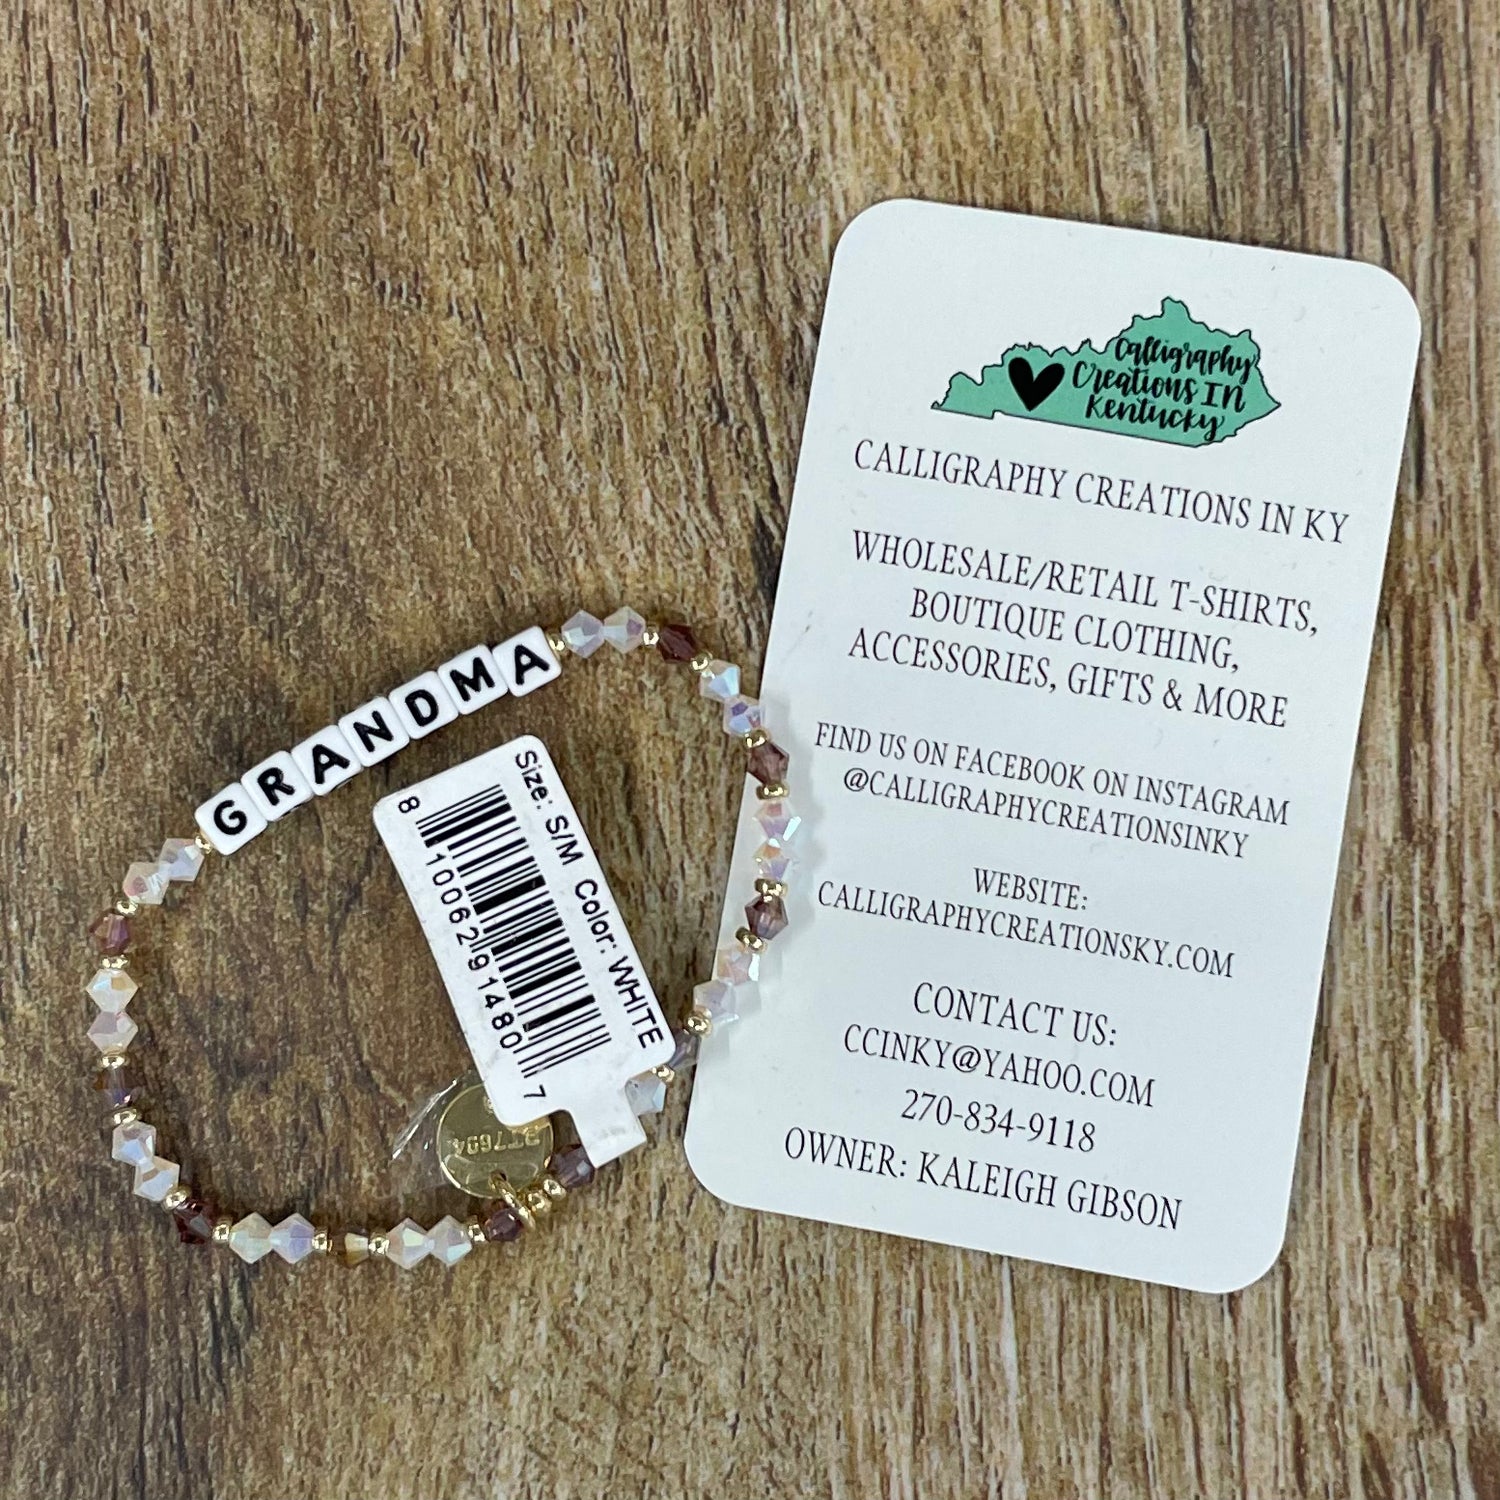 GRANDMA
Size: S/M Color: WHITE
8 10062 91480 7
Calligraphy
Creations IN
Kentucky
CALLIGRAPHY CREATIONS IN KY
WHOLESALE/RETAIL T-SHIRTS,
BOUTIQUE CLOTHING,
ACCESSORIES, GIFTS & MORE
FIND US ON FACEBOOK ON INSTAGRAM
@CALLIGRAPHYCREATIONSINKY
WEBSITE:
CALLIGRAPHYCREATIONSKY.COM
CONTACT US:
CCINKY@YAHOO.COM
270-834-9118
OWNER: KALEIGH GIBSON